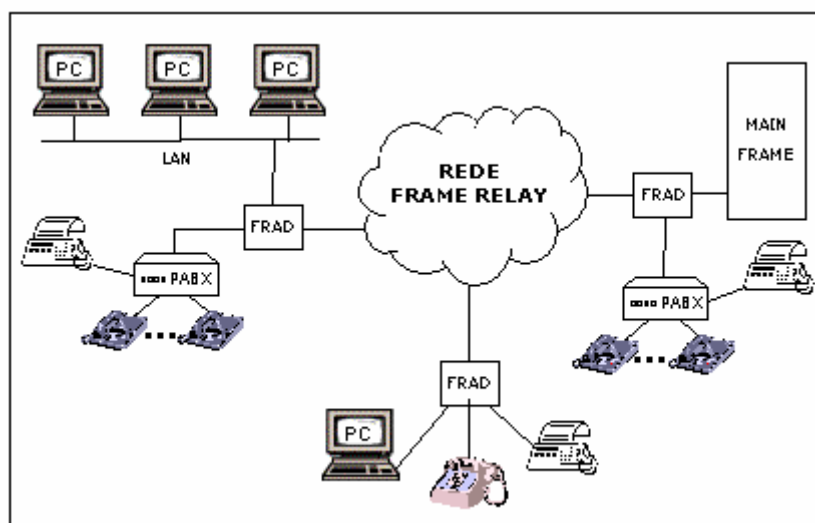 PC PC PC
LAN
REDE
FRAME RELAY
MAIN
FRAME
FRAD
FRAD
PABX
PABX
FRAD
PC